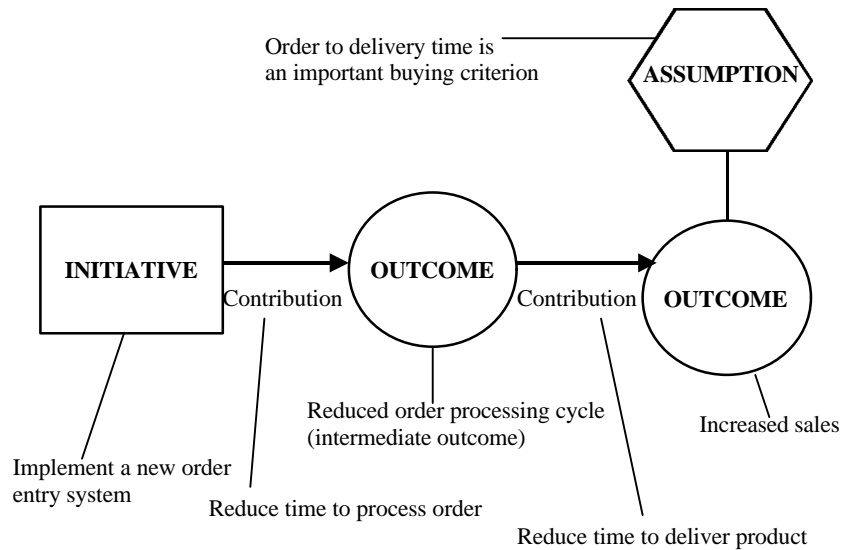 Order to delivery time is
an important buying criterion
ASSUMPTION
INITIATIVE
Contribution
OUTCOME
Contribution
OUTCOME
Implement a new order
entry system
Reduce time to process order
Reduced order processing cycle
(intermediate outcome)
Reduce time to deliver product
Increased sales